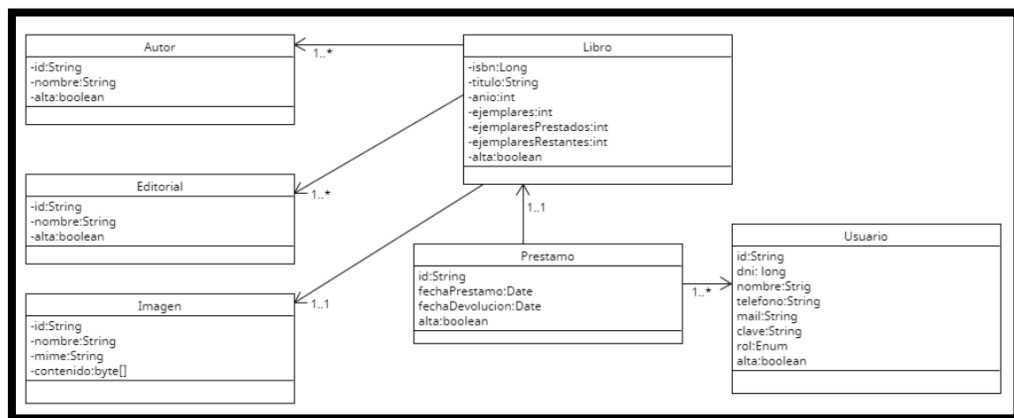 Autor
-id:String
-nombre:String
-alta:boolean
1..*
Libro
-isbn:Long
-titulo:String
-anio:int
-ejemplares:int
-ejemplaresPrestados:int
-ejemplaresRestantes:int
-alta:boolean
Editorial
-id:String
-nombre:String
-alta:boolean
1..*
1..1
Imagen
-id:String
-nombre:String
-mime:String
-contenido:byte[]
1..1
Prestamo
id:String
fechaPrestamo:Date
fechaDevolucion:Date
alta:boolean
1..*
Usuario
id:String
dni: long
nombre:Strig
telefono:String
mail:String
clave:String
rol:Enum
alta:boolean